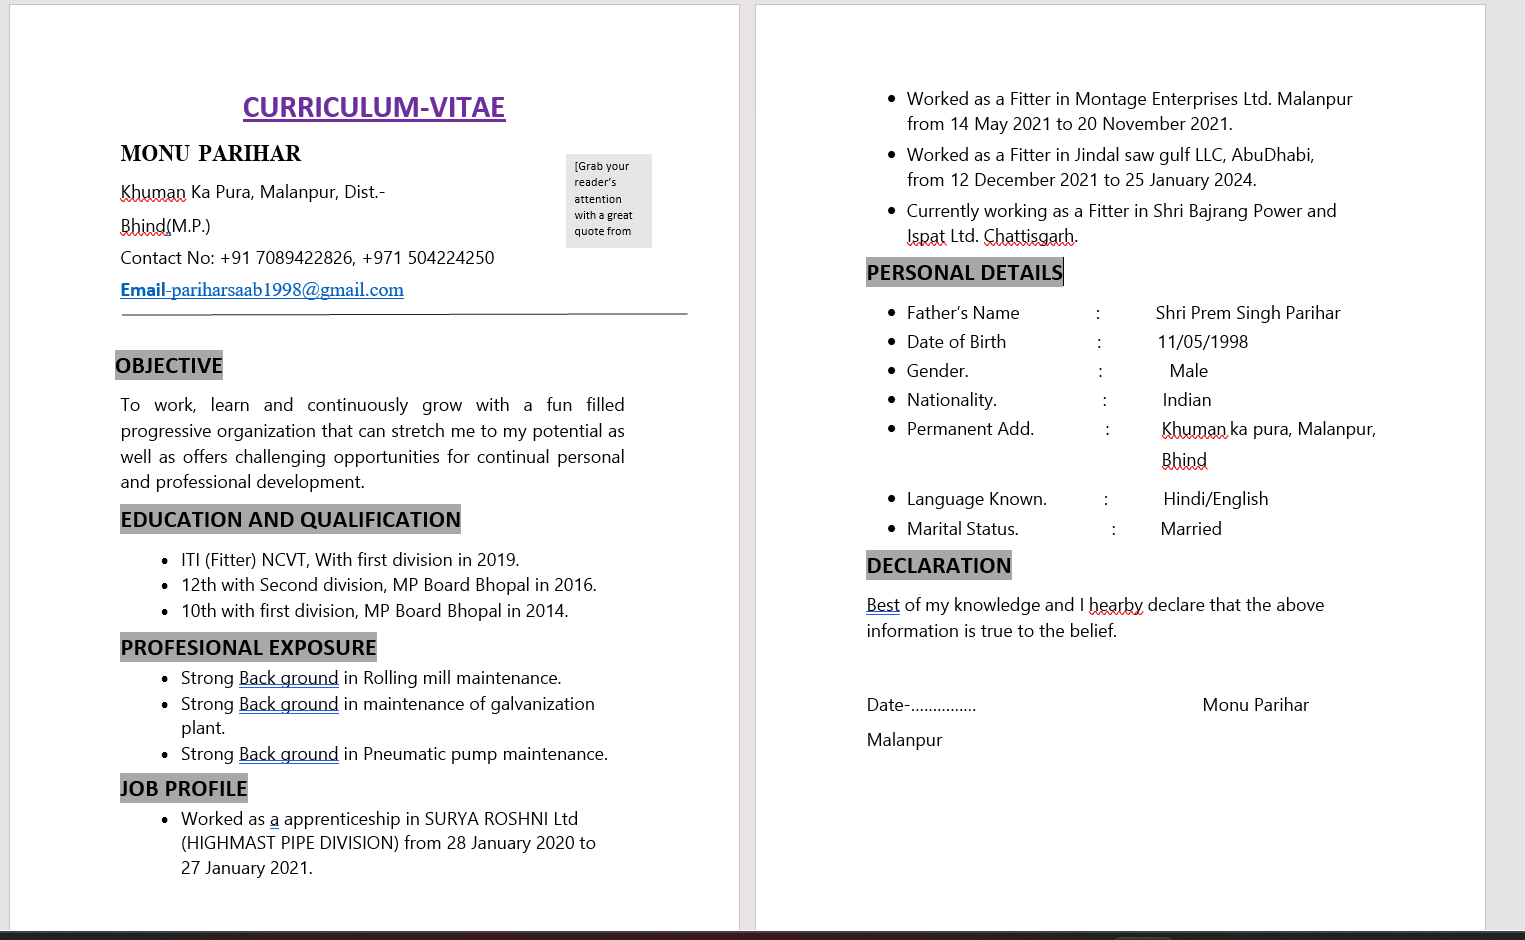 CURRICULUM-VITAE
MONU PARIHAR
Khuman Ka Pura, Malanpur, Dist.-
Bhind(M.P.)
Contact No: +91 7089422826, +971 504224250
Email-pariharsaab1998@gmail.com
[Grab your
reader's
attention
with a great
quote from
OBJECTIVE
To work, learn and continuously grow with a fun filled
progressive organization that can stretch me to my potential as
well as offers challenging opportunities for continual personal
and professional development.
EDUCATION AND QUALIFICATION
• ITI (Fitter) NCVT, With first division in 2019.
• 12th with Second division, MP Board Bhopal in 2016.
• 10th with first division, MP Board Bhopal in 2014.
PROFESIONAL EXPOSURE
• Strong Back ground in Rolling mill maintenance.
• Strong Back ground in maintenance of galvanization
plant.
• Strong Back ground in Pneumatic pump maintenance.
JOB PROFILE
• Worked as a apprenticeship in SURYA ROSHNI Ltd
(HIGHMAST PIPE DIVISION) from 28 January 2020 to
27 January 2021.
• Worked as a Fitter in Montage Enterprises Ltd. Malanpur
from 14 May 2021 to 20 November 2021.
• Worked as a Fitter in Jindal saw gulf LLC, AbuDhabi,
from 12 December 2021 to 25 January 2024.
• Currently working as a Fitter in Shri Bajrang Power and
Ispat Ltd. Chattisgarh.
PERSONAL DETAILS
• Father's Name : Shri Prem Singh Parihar
• Date of Birth : 11/05/1998
• Gender. : Male
• Nationality. : Indian
• Permanent Add. : Khuman ka pura, Malanpur,
Bhind
• Language Known. : Hindi/English
• Marital Status. : Married
DECLARATION
Best of my knowledge and I hearby declare that the above
information is true to the belief.
Date-............... Monu Parihar
Malanpur